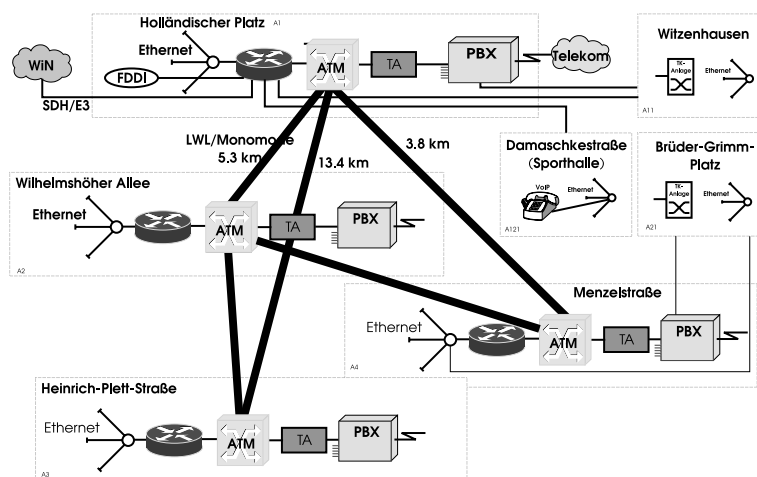 Holländischer Platz
A1
Ethernet
FDDI
WiN
SDH/E3
ATM
TA
PBX
Telekom
Witzenhausen
TK-
Anlage
Ethernet
A11
LWL/Monomode
5.3 km
13.4 km
3.8 km
Damaschkestraße
(Sporthalle)
VoIP
Ethernet
A121
Brüder-Grimm-
Platz
TK-
Anlage
Ethernet
A21
Wilhelmshöher Allee
Ethernet
ATM
TA
PBX
A2
Menzelstraße
Ethernet
ATM
TA
PBX
A4
Heinrich-Plett-Straße
Ethernet
ATM
TA
PBX
A3